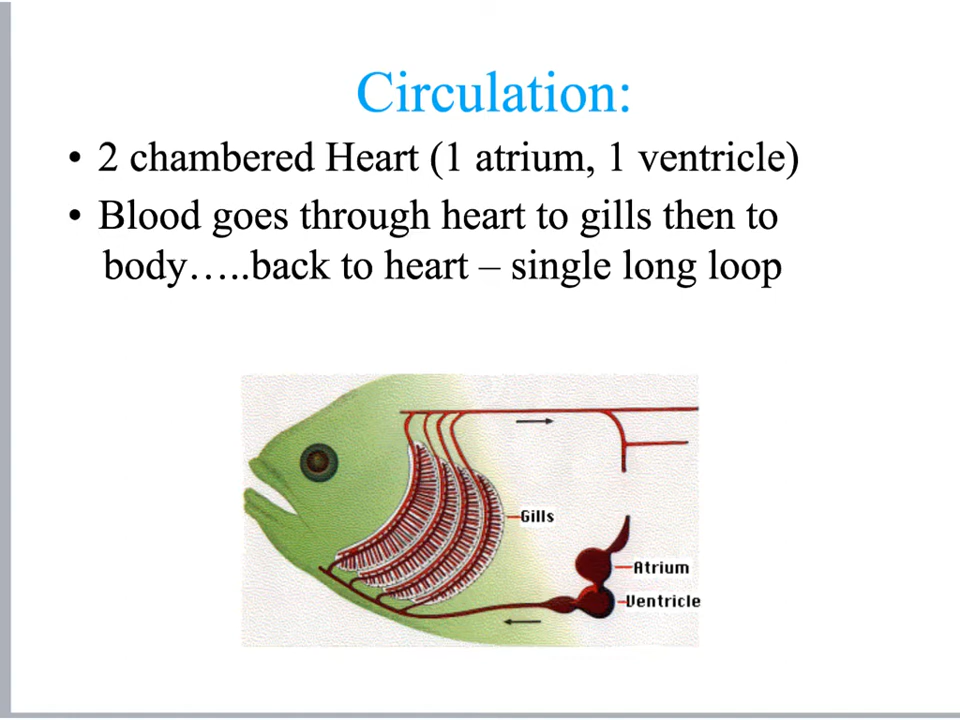 Circulation:
• 2 chambered Heart (1 atrium, 1 ventricle)
• Blood goes through heart to gills then to
body…..back to heart – single long loop
Gills
Atrium
Ventricle